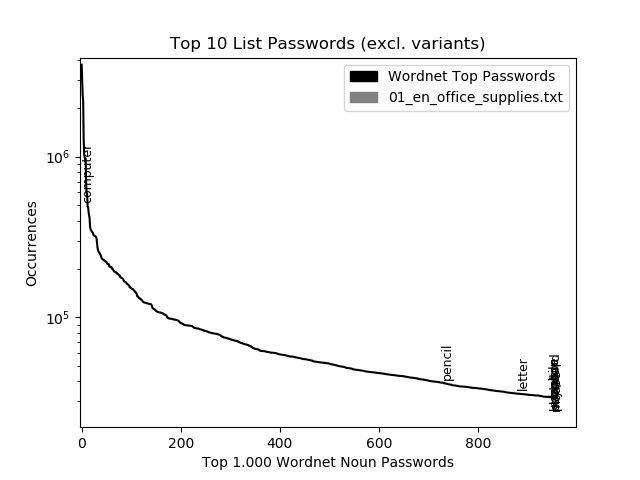 Top 10 List Passwords (excl. variants)
Wordnet Top Passwords
01_en_office_supplies.txt
Occurrences
10^6
10^5
computer
pencil
letter
0
200
400
600
800
Top 1.000 Wordnet Noun Passwords